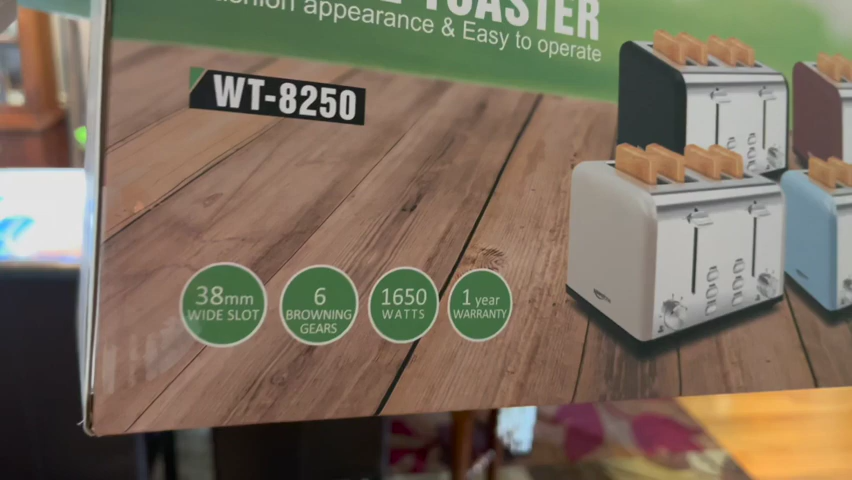 TOASTER
appearance & Easy to operate
WT-8250
38mm
WIDE SLOT
6
BROWNING
GEARS
1650
WATTS
1 year
WARRANTY